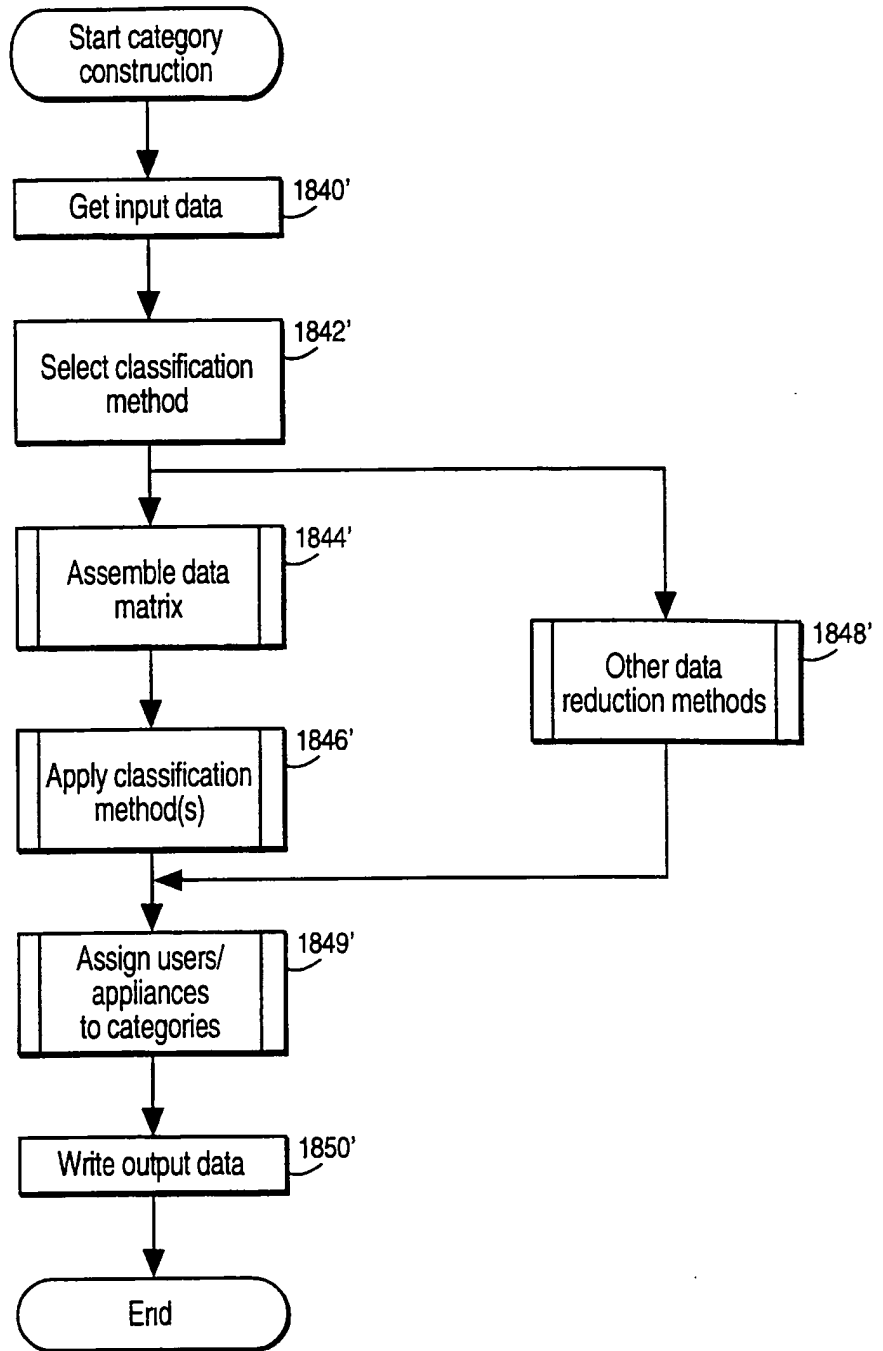 Start category
construction
Get input data
1840'
Select classification
method
1842'
Assemble data
matrix
1844'
Other data
reduction methods
1848'
Apply classification
method(s)
1846'
Assign users/
appliances
to categories
1849'
Write output data
1850'
End